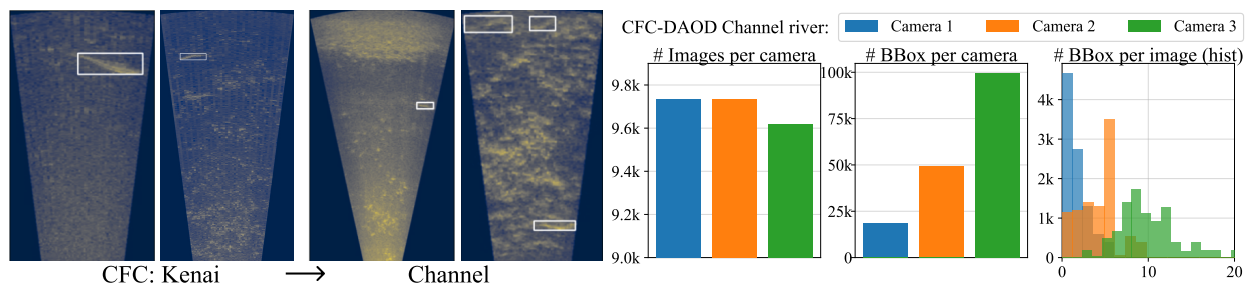 CFC-DAOD Channel river: Camera 1 Camera 2 Camera 3
# Images per camera
# BBox per camera
# BBox per image (hist)
9.8k
9.6k
9.4k
9.2k
9.0k
100k
75k
50k
25k
0
4k
3k
2k
1k
0
0 10 20
CFC: Kenai → Channel